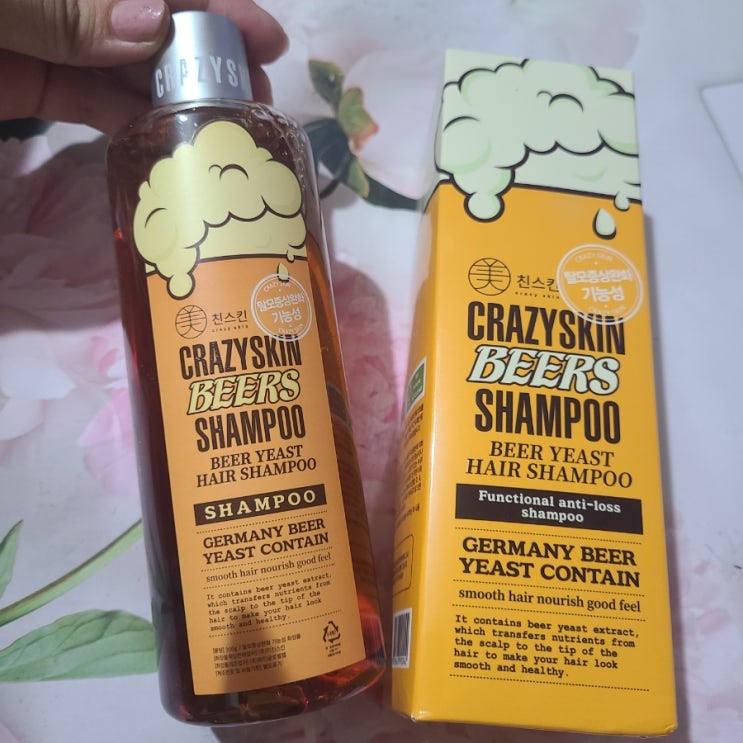 CRAZYSK
CRAZY SKIN
탈모증상완화
기능성
美 친스킨
crazy skin
CRAZYSKIN
BEERS
SHAMPOO
BEER YEAST
HAIR SHAMPOO
SHAMPOO
GERMANY BEER
YEAST CONTAIN
smooth hair nourish good feel
It contains beer yeast extract,
which transfers nutrients from
the scalp to the tip of the
hair to make your hair look
smooth and healthy.
CRAZY SKIN
탈모증상완화
기능성
美 친스킨
crazy skin
CRAZYSKIN
BEERS
SHAMPOO
BEER YEAST
HAIR SHAMPOO
Functional anti-loss
shampoo
GERMANY BEER
YEAST CONTAIN
smooth hair nourish good feel
It contains beer yeast extract,
which transfers nutrients from
the scalp to the tip of the
hair to make your hair look
smooth and healthy.